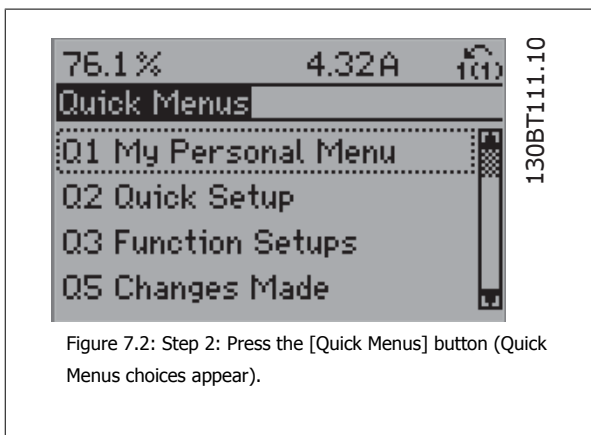 76.1% 4.32A 1(1)
Quick Menus
Q1 My Personal Menu
Q2 Quick Setup
Q3 Function Setups
Q5 Changes Made
130BT111.10
Figure 7.2: Step 2: Press the [Quick Menus] button (Quick
Menus choices appear).